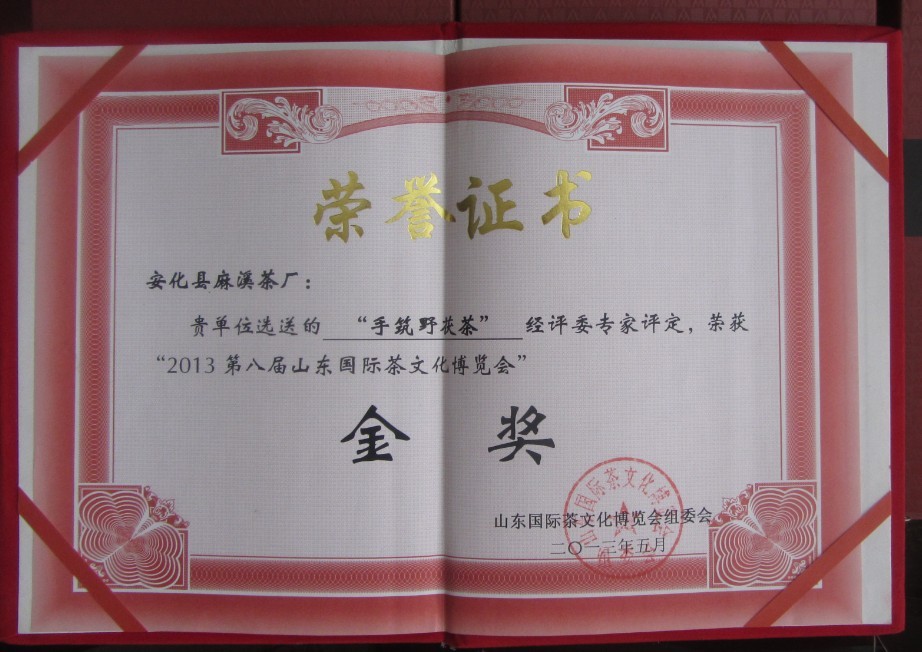 荣誉证书
安化县麻溪茶厂：
贵单位选送的 “手筑野茯茶” 经评委专家评定，荣获
“2013 第八届山东国际茶文化博览会”
金 奖
山东国际茶文化博览会组委会
二〇一三年五月